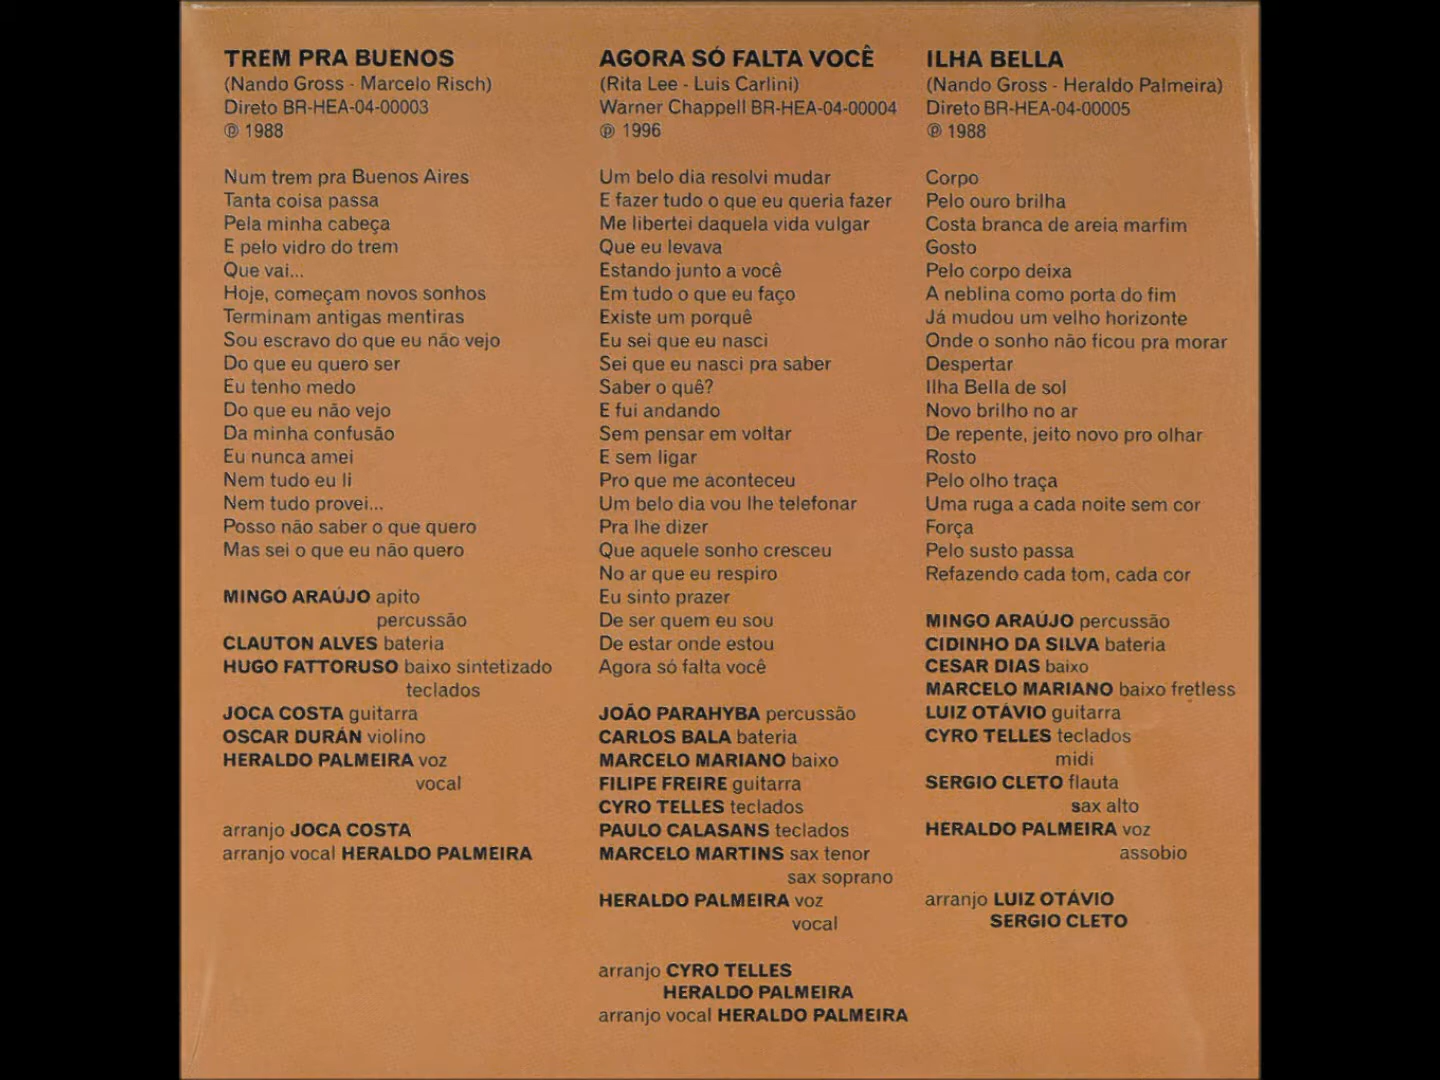 TREM PRA BUENOS
(Nando Gross - Marcelo Risch)
Direto BR-HEA-04-00003
℗ 1988
Num trem pra Buenos Aires
Tanta coisa passa
Pela minha cabeça
E pelo vidro do trem
Que vai...
Hoje, começam novos sonhos
Terminam antigas mentiras
Sou escravo do que eu não vejo
Do que eu quero ser
Eu tenho medo
Do que eu não vejo
Da minha confusão
Eu nunca amei
Nem tudo eu li
Nem tudo provei...
Posso não saber o que quero
Mas sei o que eu não quero
MINGO ARAÚJO apito
percussão
CLAUTON ALVES bateria
HUGO FATTORUSO baixo sintetizado
teclados
JOCA COSTA guitarra
OSCAR DURÁN violino
HERALDO PALMEIRA voz
vocal
arranjo JOCA COSTA
arranjo vocal HERALDO PALMEIRA
AGORA SÓ FALTA VOCÊ
(Rita Lee - Luis Carlini)
Warner Chappell BR-HEA-04-00004
℗ 1996
Um belo dia resolvi mudar
E fazer tudo o que eu queria fazer
Me libertei daquela vida vulgar
Que eu levava
Estando junto a você
Em tudo o que eu faço
Existe um porquê
Eu sei que eu nasci
Sei que eu nasci pra saber
Saber o quê?
E fui andando
Sem pensar em voltar
E sem ligar
Pro que me aconteceu
Um belo dia vou lhe telefonar
Pra lhe dizer
Que aquele sonho cresceu
No ar que eu respiro
Eu sinto prazer
De ser quem eu sou
De estar onde estou
Agora só falta você
JOÃO PARAHYBA percussão
CARLOS BALA bateria
MARCELO MARIANO baixo
FILIPE FREIRE guitarra
CYRO TELLES teclados
PAULO CALASANS teclados
MARCELO MARTINS sax tenor
sax soprano
HERALDO PALMEIRA voz
vocal
arranjo CYRO TELLES
HERALDO PALMEIRA
arranjo vocal HERALDO PALMEIRA
ILHA BELLA
(Nando Gross - Heraldo Palmeira)
Direto BR-HEA-04-00005
℗ 1988
Corpo
Pelo ouro brilha
Costa branca de areia marfim
Gosto
Pelo corpo deixa
A neblina como porta do fim
Já mudou um velho horizonte
Onde o sonho não ficou pra morar
Despertar
Ilha Bella de sol
Novo brilho no ar
De repente, jeito novo pro olhar
Rosto
Pelo olho traça
Uma ruga a cada noite sem cor
Força
Pelo susto passa
Refazendo cada tom, cada cor
MINGO ARAÚJO percussão
CIDINHO DA SILVA bateria
CESAR DIAS baixo
MARCELO MARIANO baixo fretless
LUIZ OTÁVIO guitarra
CYRO TELLES teclados
midi
SERGIO CLETO flauta
sax alto
HERALDO PALMEIRA voz
assobio
arranjo LUIZ OTÁVIO
SERGIO CLETO